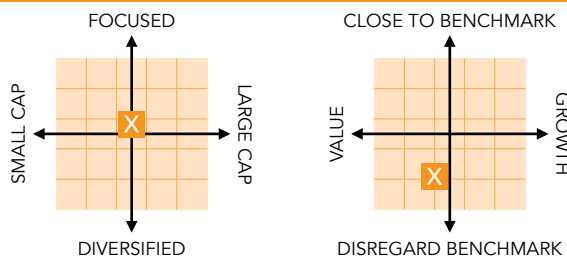 FOCUSED
SMALL CAP
X
LARGE CAP
DIVERSIFIED
CLOSE TO BENCHMARK
VALUE
X
GROWTH
DISREGARD BENCHMARK